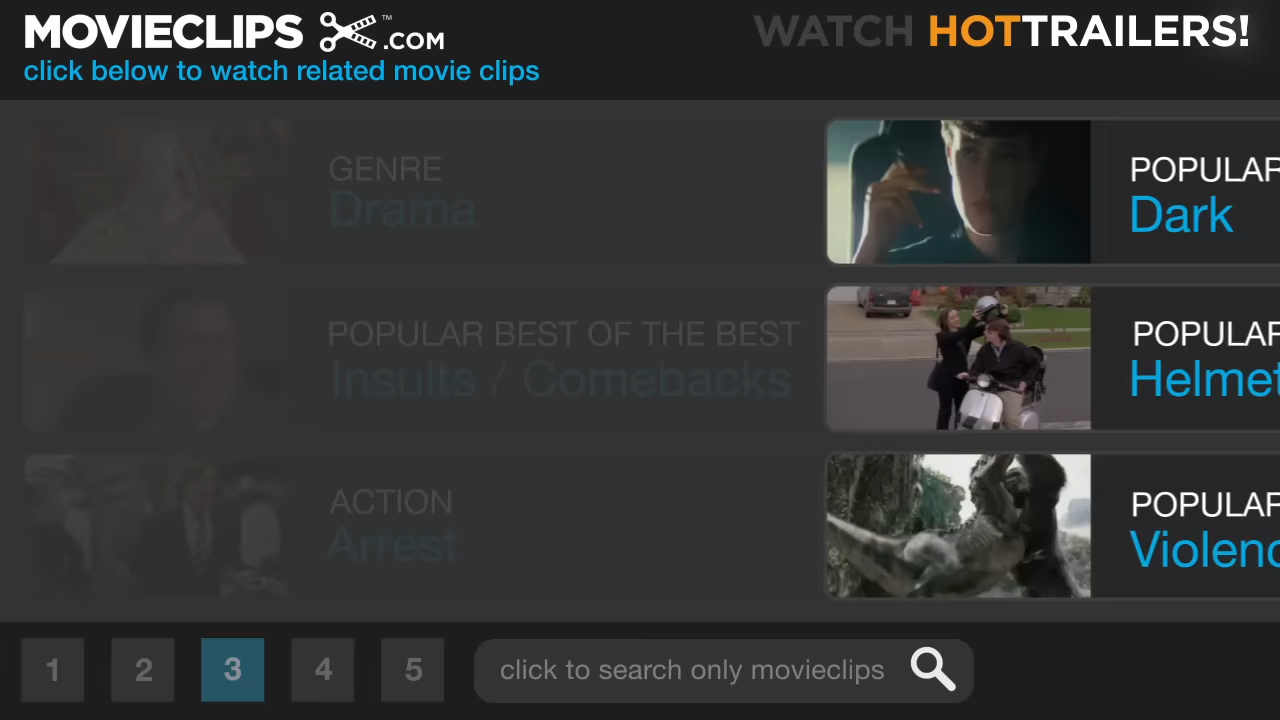 MOVIECLIPS ™ .COM
WATCH HOTTRAILERS!
click below to watch related movie clips
GENRE
Drama
POPULAR
Dark
POPULAR BEST OF THE BEST
Insults / Comebacks
POPULAR
Helmet
ACTION
Arrest
POPULAR
Violenc
1 2 3 4 5
click to search only movieclips